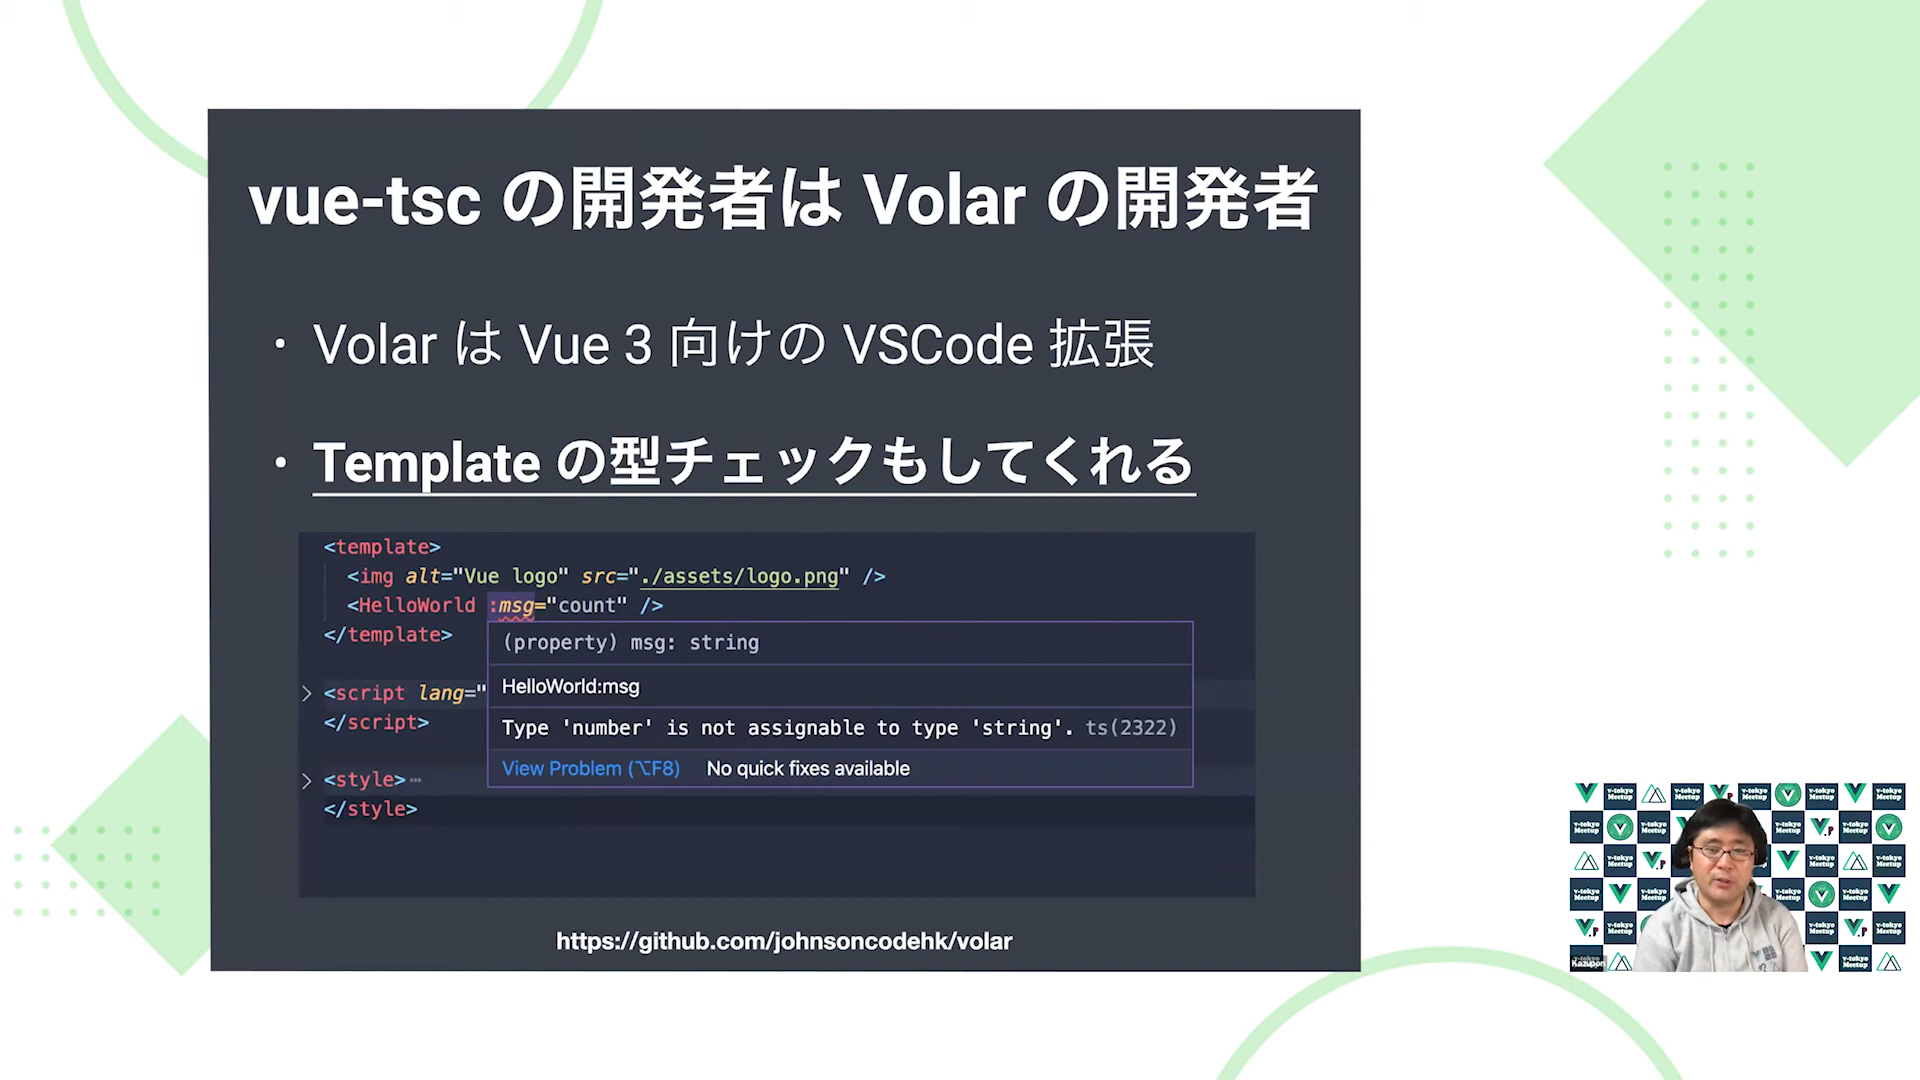 vue-tsc の開発者は Volar の開発者
・ Volar は Vue 3 向けの VSCode 拡張
・ Template の型チェックもしてくれる
<template>
<img alt="Vue logo" src="./assets/logo.png" />
<HelloWorld :msg="count" />
</template>
(property) msg: string
HelloWorld:msg
Type 'number' is not assignable to type 'string'. ts(2322)
View Problem (⌥F8) No quick fixes available
<script lang="
</script>
<style>…
</style>
https://github.com/johnsoncodehk/volar
v-tokyo Meetup
Kazupon